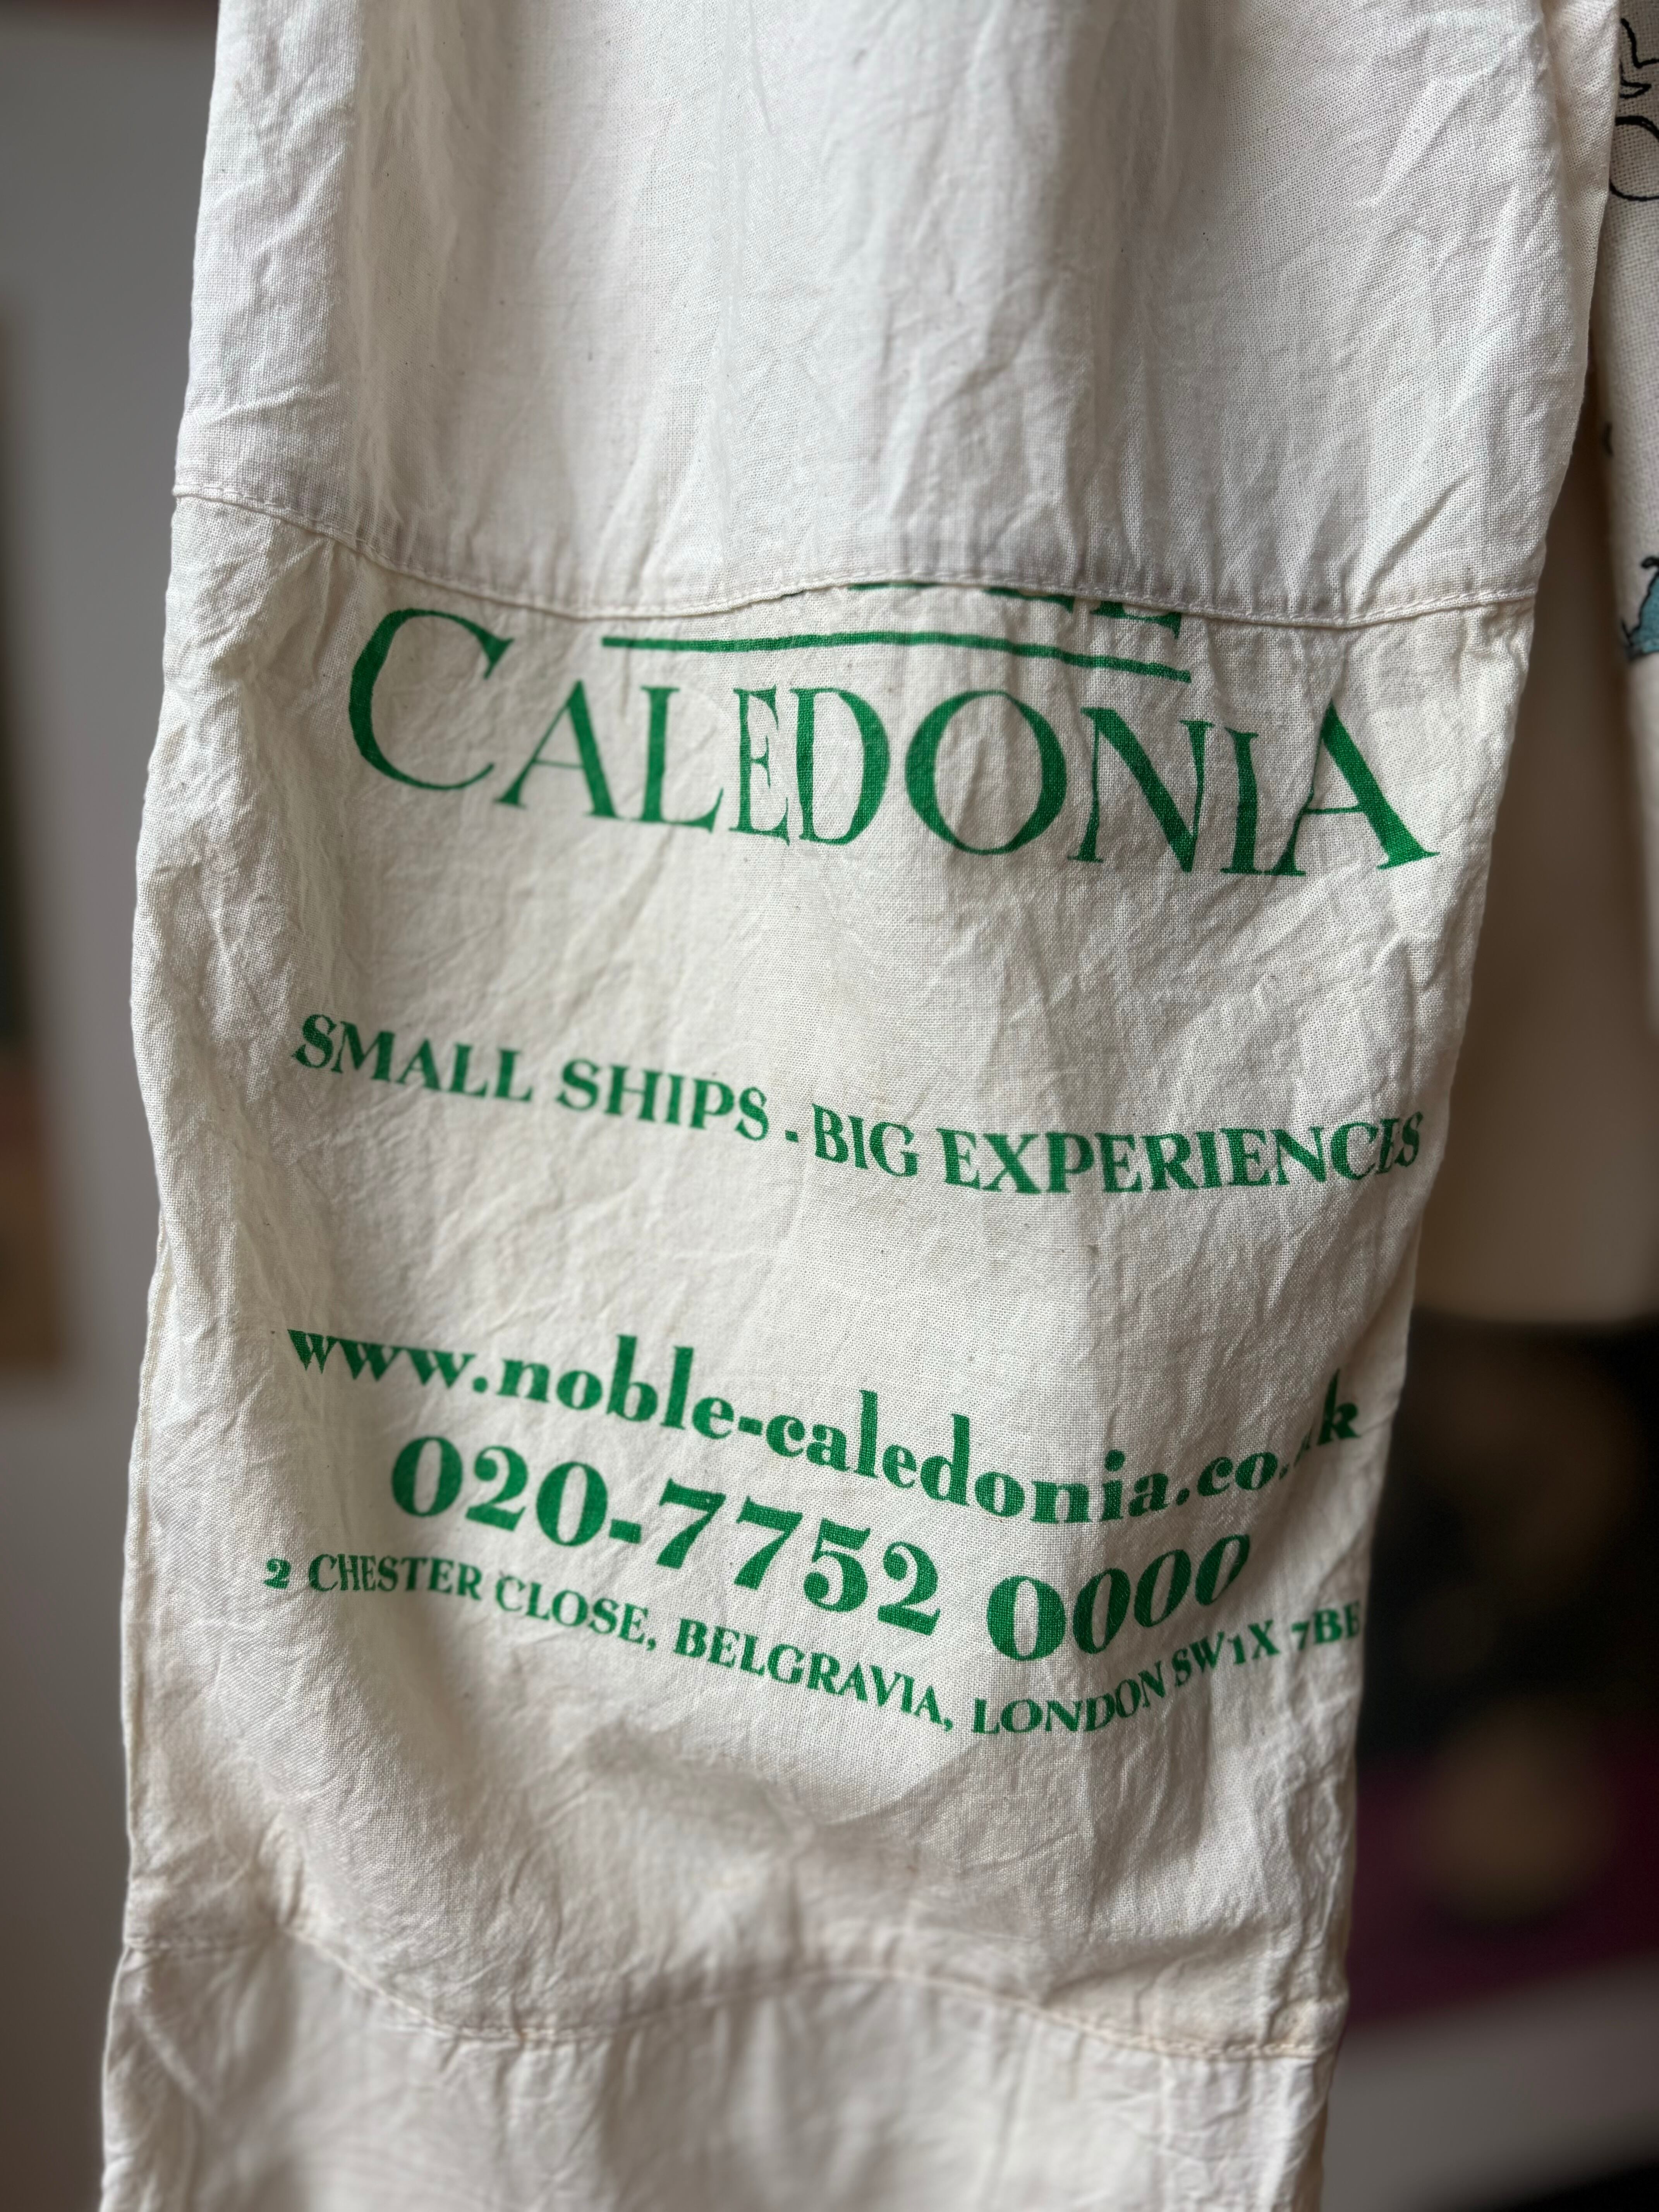 CALEDONIA
SMALL SHIPS . BIG EXPERIENCES
www.noble-caledonia.co.uk
020-7752 0000
2 CHESTER CLOSE, BELGRAVIA, LONDON SW1X 7BE